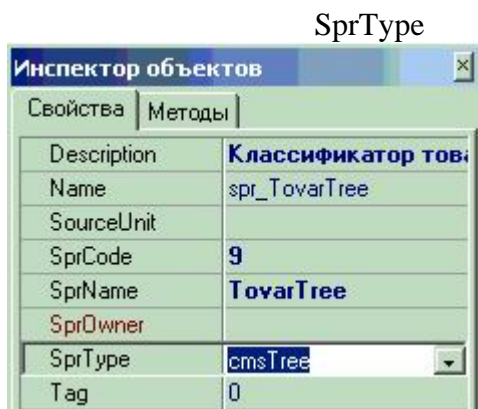 SprType
Инспектор объектов
Свойства Методы
Description Классификатор
Name spr_TovarTree
SourceUnit
SprCode 9
SprName TovarTree
SprOwner
SprType cmsTree
Tag 0